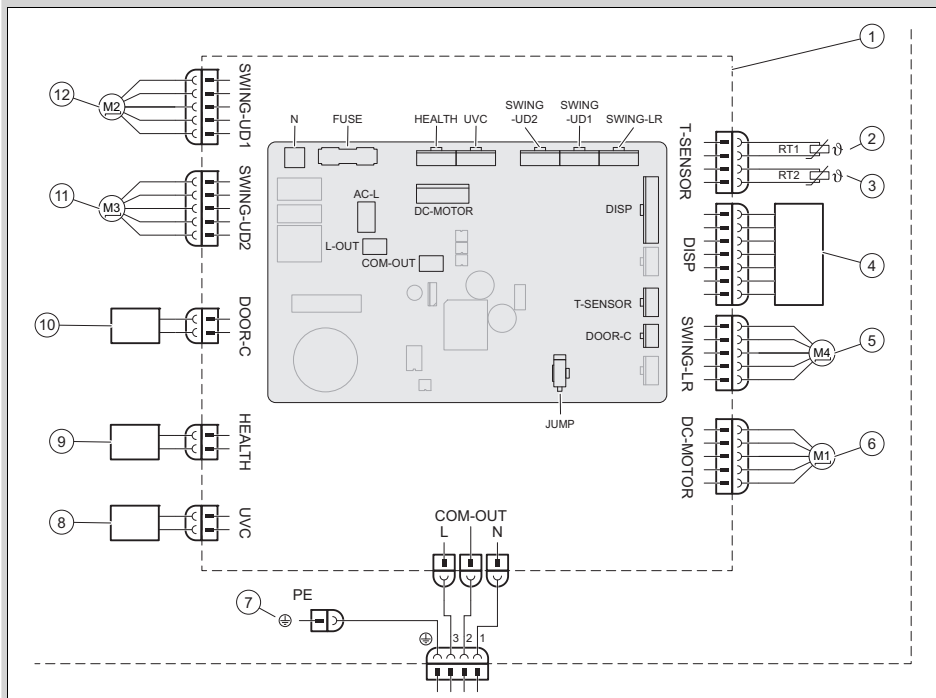 1
12
M2
SWING-UD1
N
FUSE
HEALTH
UVC
SWING
-UD2
SWING
-UD1
SWING-LR
T-SENSOR
RT1
ϑ
2
RT2
ϑ
3
11
M3
SWING-UD2
AC-L
DC-MOTOR
DISP
L-OUT
COM-OUT
DISP
4
10
DOOR-C
T-SENSOR
DOOR-C
SWING-LR
M4
5
JUMP
9
HEALTH
DC-MOTOR
M1
6
8
UVC
COM-OUT
L
N
7
PE
3
2
1